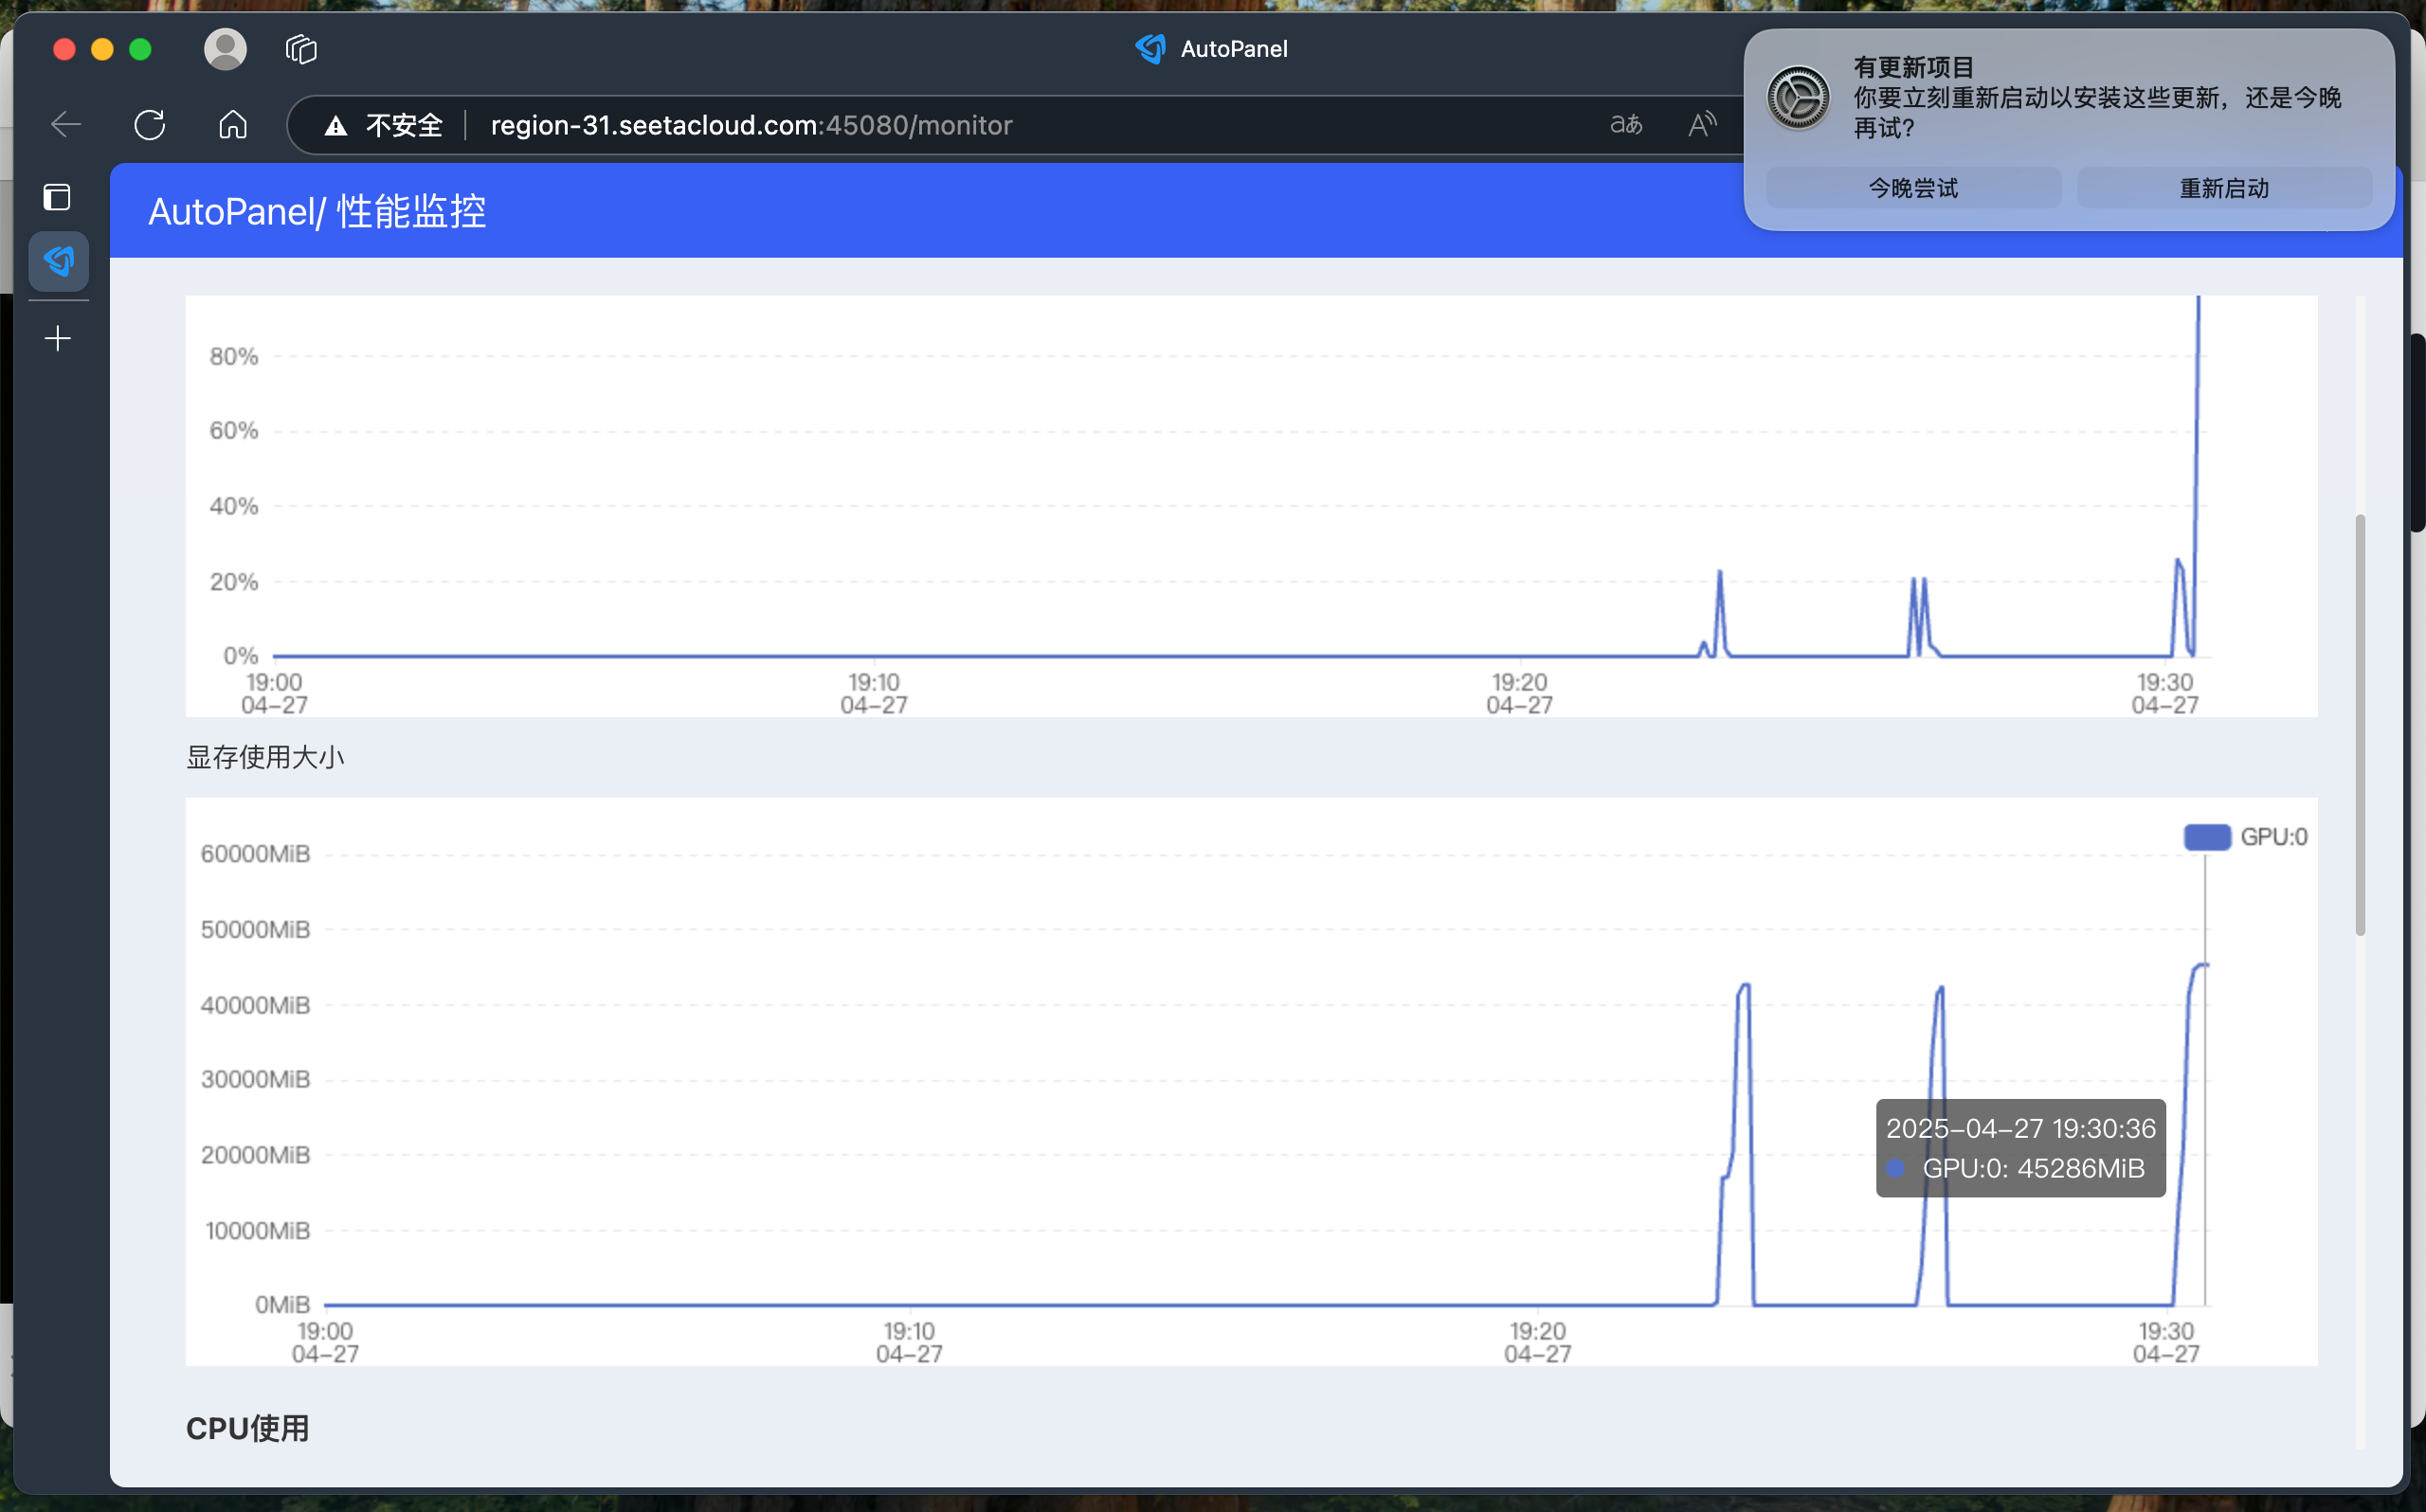 AutoPanel
有更新项目
你要立刻重新启动以安装这些更新，还是今晚
再试？
今晚尝试
重新启动
不安全
region-31.seetacloud.com:45080/monitor
aあ
A
AutoPanel/ 性能监控
80%
60%
40%
20%
0%
19:00
04-27
19:10
04-27
19:20
04-27
19:30
04-27
显存使用大小
GPU:0
60000MiB
50000MiB
40000MiB
30000MiB
20000MiB
10000MiB
0MiB
2025-04-27 19:30:36
GPU:0: 45286MiB
19:00
04-27
19:10
04-27
19:20
04-27
19:30
04-27
CPU使用